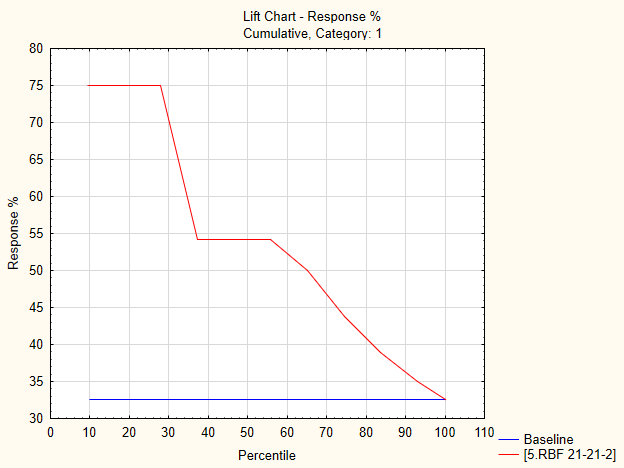 Lift Chart - Response %
Cumulative, Category: 1
80
75
70
65
60
55
50
45
40
35
30
Response %
0 10 20 30 40 50 60 70 80 90 100 110
Percentile
Baseline
[5.RBF 21-21-2]